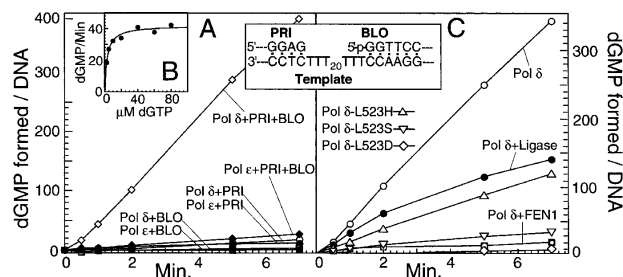 A
C
PRI BLO
5'---GGAG 5'-pGGTTCC---
3'---CCTCTTT20TTTCCAAGG---
Template
dGMP/Min
40
20
0
0 40 80
µM dGTP
B
dGMP formed / DNA
400
300
200
100
0
0 2 4 6
Min.
Pol δ+PRI+BLO
Pol ε+PRI+BLO
Pol δ+PRI
Pol ε+PRI
Pol δ+BLO
Pol ε+BLO
Pol δ
Pol δ-L523H
Pol δ-L523S
Pol δ-L523D
Pol δ+Ligase
Pol δ+FEN1
0 2 4 6
Min.
300
200
100
0
dGMP formed / DNA